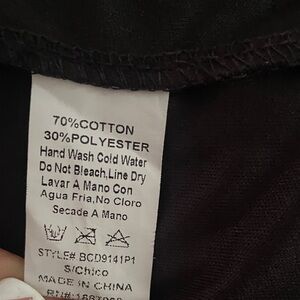 70%COTTON
30%POLYESTER
Hand Wash Cold Water
Do Not Bleach,Line Dry
Lavar A Mano Con
Agua Fria,No Cloro
Secade A Mano
STYLE# BCD9141P1
S/Chico
MADE IN CHINA